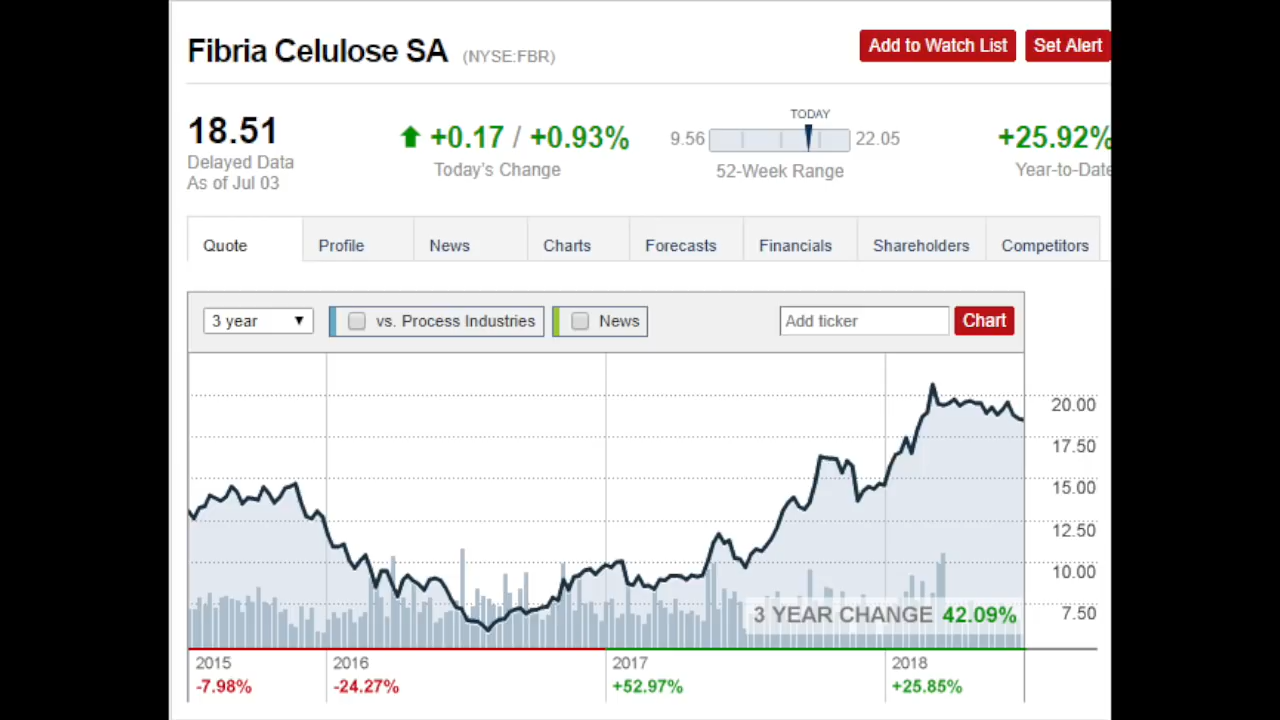 Fibria Celulose SA (NYSE:FBR)
Add to Watch List
Set Alert
TODAY
18.51
+0.17 / +0.93%
9.56
22.05
+25.92%
Delayed Data
As of Jul 03
Today's Change
52-Week Range
Year-to-Date
Quote
Profile
News
Charts
Forecasts
Financials
Shareholders
Competitors
3 year
vs. Process Industries
News
Add ticker
Chart
20.00
17.50
15.00
12.50
10.00
7.50
3 YEAR CHANGE 42.09%
2015
2016
2017
2018
-7.98%
-24.27%
+52.97%
+25.85%